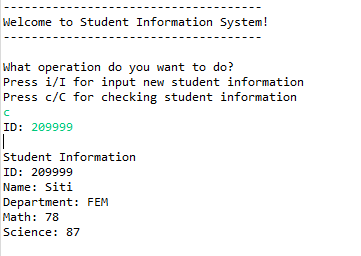 -------------------------------------
Welcome to Student Information System!
-------------------------------------
What operation do you want to do?
Press i/I for input new student information
Press c/C for checking student information
c
ID: 209999
Student Information
ID: 209999
Name: Siti
Department: FEM
Math: 78
Science: 87